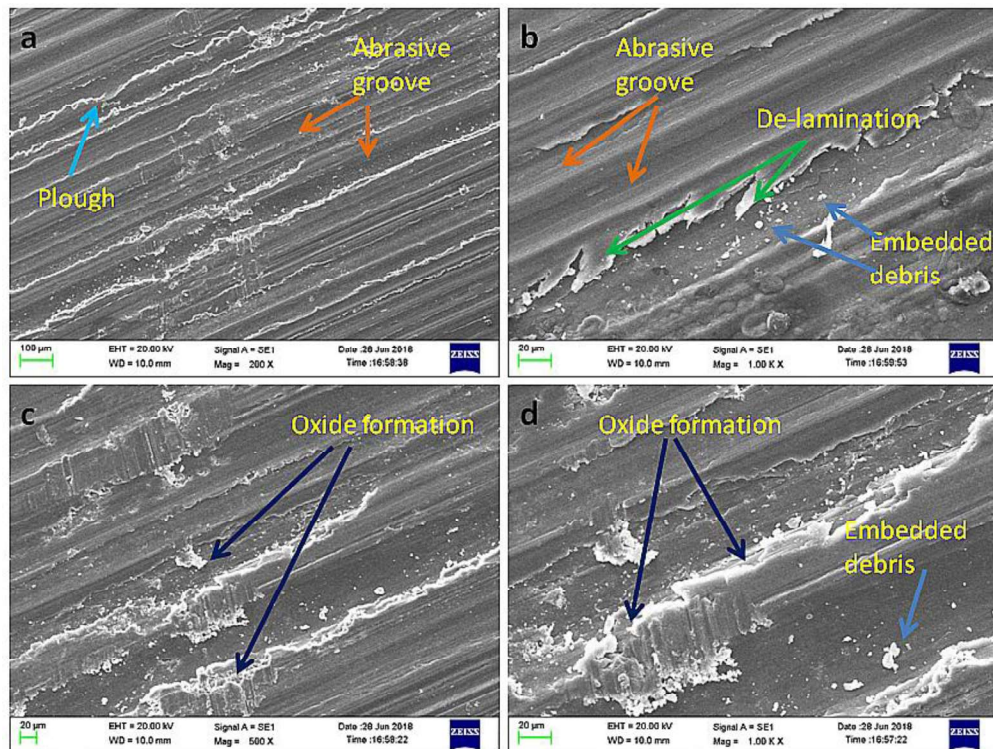 a
Abrasive
groove
Plough
100 µm
EHT = 20.00 kV
WD = 10.0 mm
Signal A = SE1
Mag = 200 X
Date :28 Jun 2018
Time :16:58:38
ZEISS
b
Abrasive
groove
De-lamination
Embedded
debris
20 µm
EHT = 20.00 kV
WD = 10.0 mm
Signal A = SE1
Mag = 1.00 K X
Date :28 Jun 2018
Time :16:59:53
ZEISS
c
Oxide formation
20 µm
EHT = 20.00 kV
WD = 10.0 mm
Signal A = SE1
Mag = 500 X
Date :28 Jun 2018
Time :16:58:22
ZEISS
d
Oxide formation
Embedded
debris
20 µm
EHT = 20.00 kV
WD = 10.0 mm
Signal A = SE1
Mag = 1.00 K X
Date :28 Jun 2018
Time :16:57:22
ZEISS